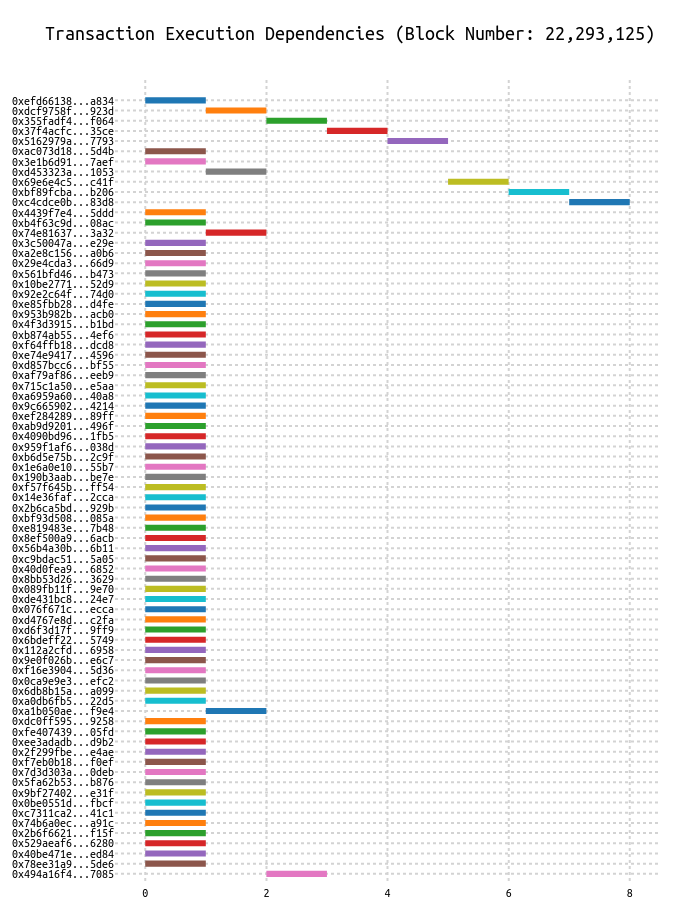 Transaction Execution Dependencies (Block Number: 22,293,125)
0xefd66138...a834
0xdcf9758f...923d
0x355fadf4...f064
0x37f4acfc...35ce
0x5162979a...7793
0xac073d18...5d4b
0x3e1b6d91...7aef
0xd453323a...1053
0x69e6e4c5...c41f
0xbf89fcba...b206
0xc4cdce0b...83d8
0x4439f7e4...5ddd
0xb4f63c9d...08ac
0x74e81637...3a32
0x3c50047a...e29e
0xa2e8c156...a0b6
0x29e4cda3...66d9
0x561bfd46...b473
0x10be2771...52d9
0x92e2c64f...74d0
0xe85fbb28...d4fe
0x953b982b...acb0
0x4f3d3915...b1bd
0xb874ab55...4ef6
0xf64ffb18...dcd8
0xe74e9417...4596
0xd857bcc6...bf55
0xaf79af86...eeb9
0x715c1a50...e5aa
0xa6959a60...40a8
0x9c665902...4214
0xef284289...89ff
0xab9d9201...496f
0x4090bd96...1fb5
0x959f1af6...038d
0xb6d5e75b...2c9f
0x1e6a0e10...55b7
0x190b3aab...be7e
0xf57f645b...ff54
0x14e36faf...2cca
0x2b6ca5bd...929b
0xbf93d508...085a
0xe819483e...7b48
0x8ef500a9...6acb
0x56b4a30b...6b11
0xc9bdac51...5a05
0x40d0fea9...6852
0x8bb53d26...3629
0x089fb11f...9e70
0xde431bc8...24e7
0x076f671c...ecca
0xd4767e8d...c2fa
0xd6f3d17f...9ff9
0x6bdeff22...5749
0x112a2cfd...6958
0x9e0f026b...e6c7
0xf16e3904...5d36
0x0ca9e9e3...efc2
0x6db8b15a...a099
0xa0db6fb5...22d5
0xa1b050ae...f9e4
0xdc0ff595...9258
0xfe407439...05fd
0xee3adadb...d9b2
0x2f299fbe...e4ae
0xf7eb0b18...f0ef
0x7d3d303a...0deb
0x5fa62b53...b876
0x9bf27402...e31f
0x0be0551d...fbcf
0xc7311ca2...41c1
0x74b6a0ec...a91c
0x2b6f6621...f15f
0x529aeaf6...6280
0x40be471e...ed84
0x78ee31a9...5de6
0x494a16f4...7085
0 2 4 6 8